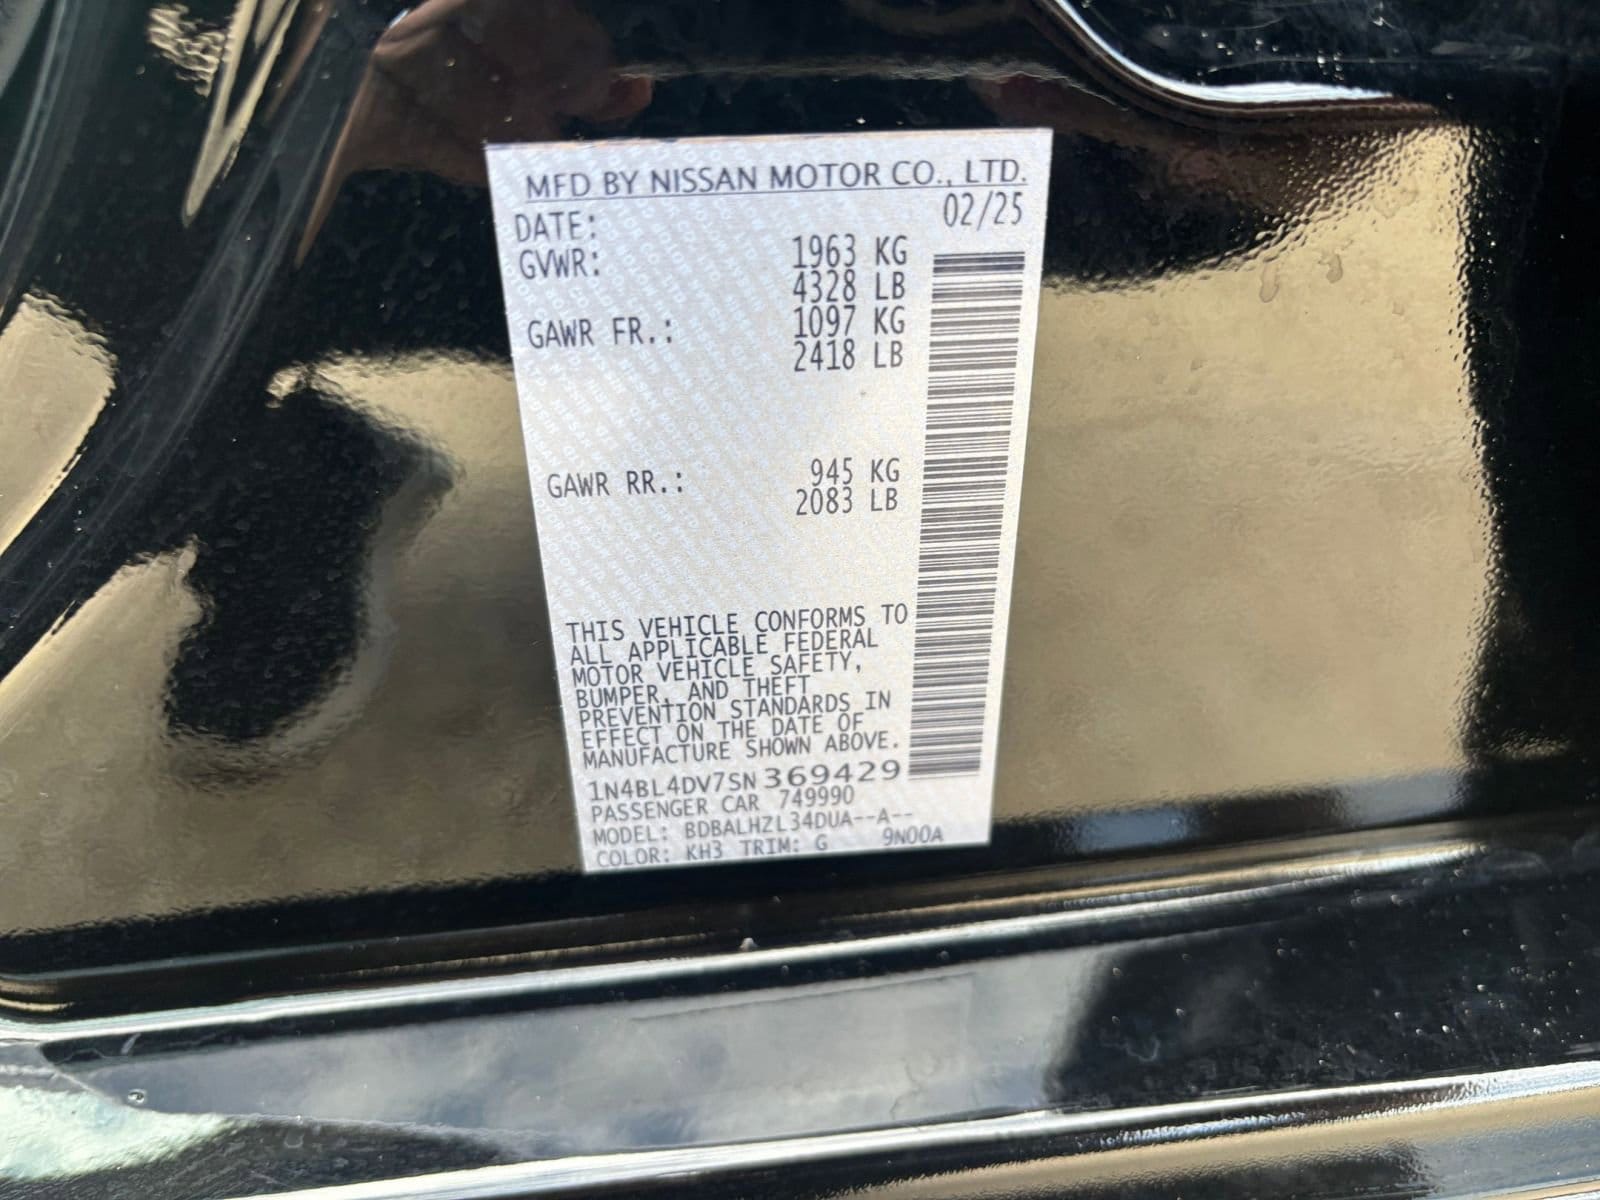 MFD BY NISSAN MOTOR CO., LTD.
DATE: 02/25
GVWR: 1963 KG
4328 LB
GAWR FR.: 1097 KG
2418 LB
GAWR RR.: 945 KG
2083 LB
THIS VEHICLE CONFORMS TO
ALL APPLICABLE FEDERAL
MOTOR VEHICLE SAFETY,
BUMPER, AND THEFT
PREVENTION STANDARDS IN
EFFECT ON THE DATE OF
MANUFACTURE SHOWN ABOVE.
1N4BL4DV7SN369429
PASSENGER CAR 749990
MODEL: BDBALHZL34DUA--A--
COLOR: KH3 TRIM: G 9N00A